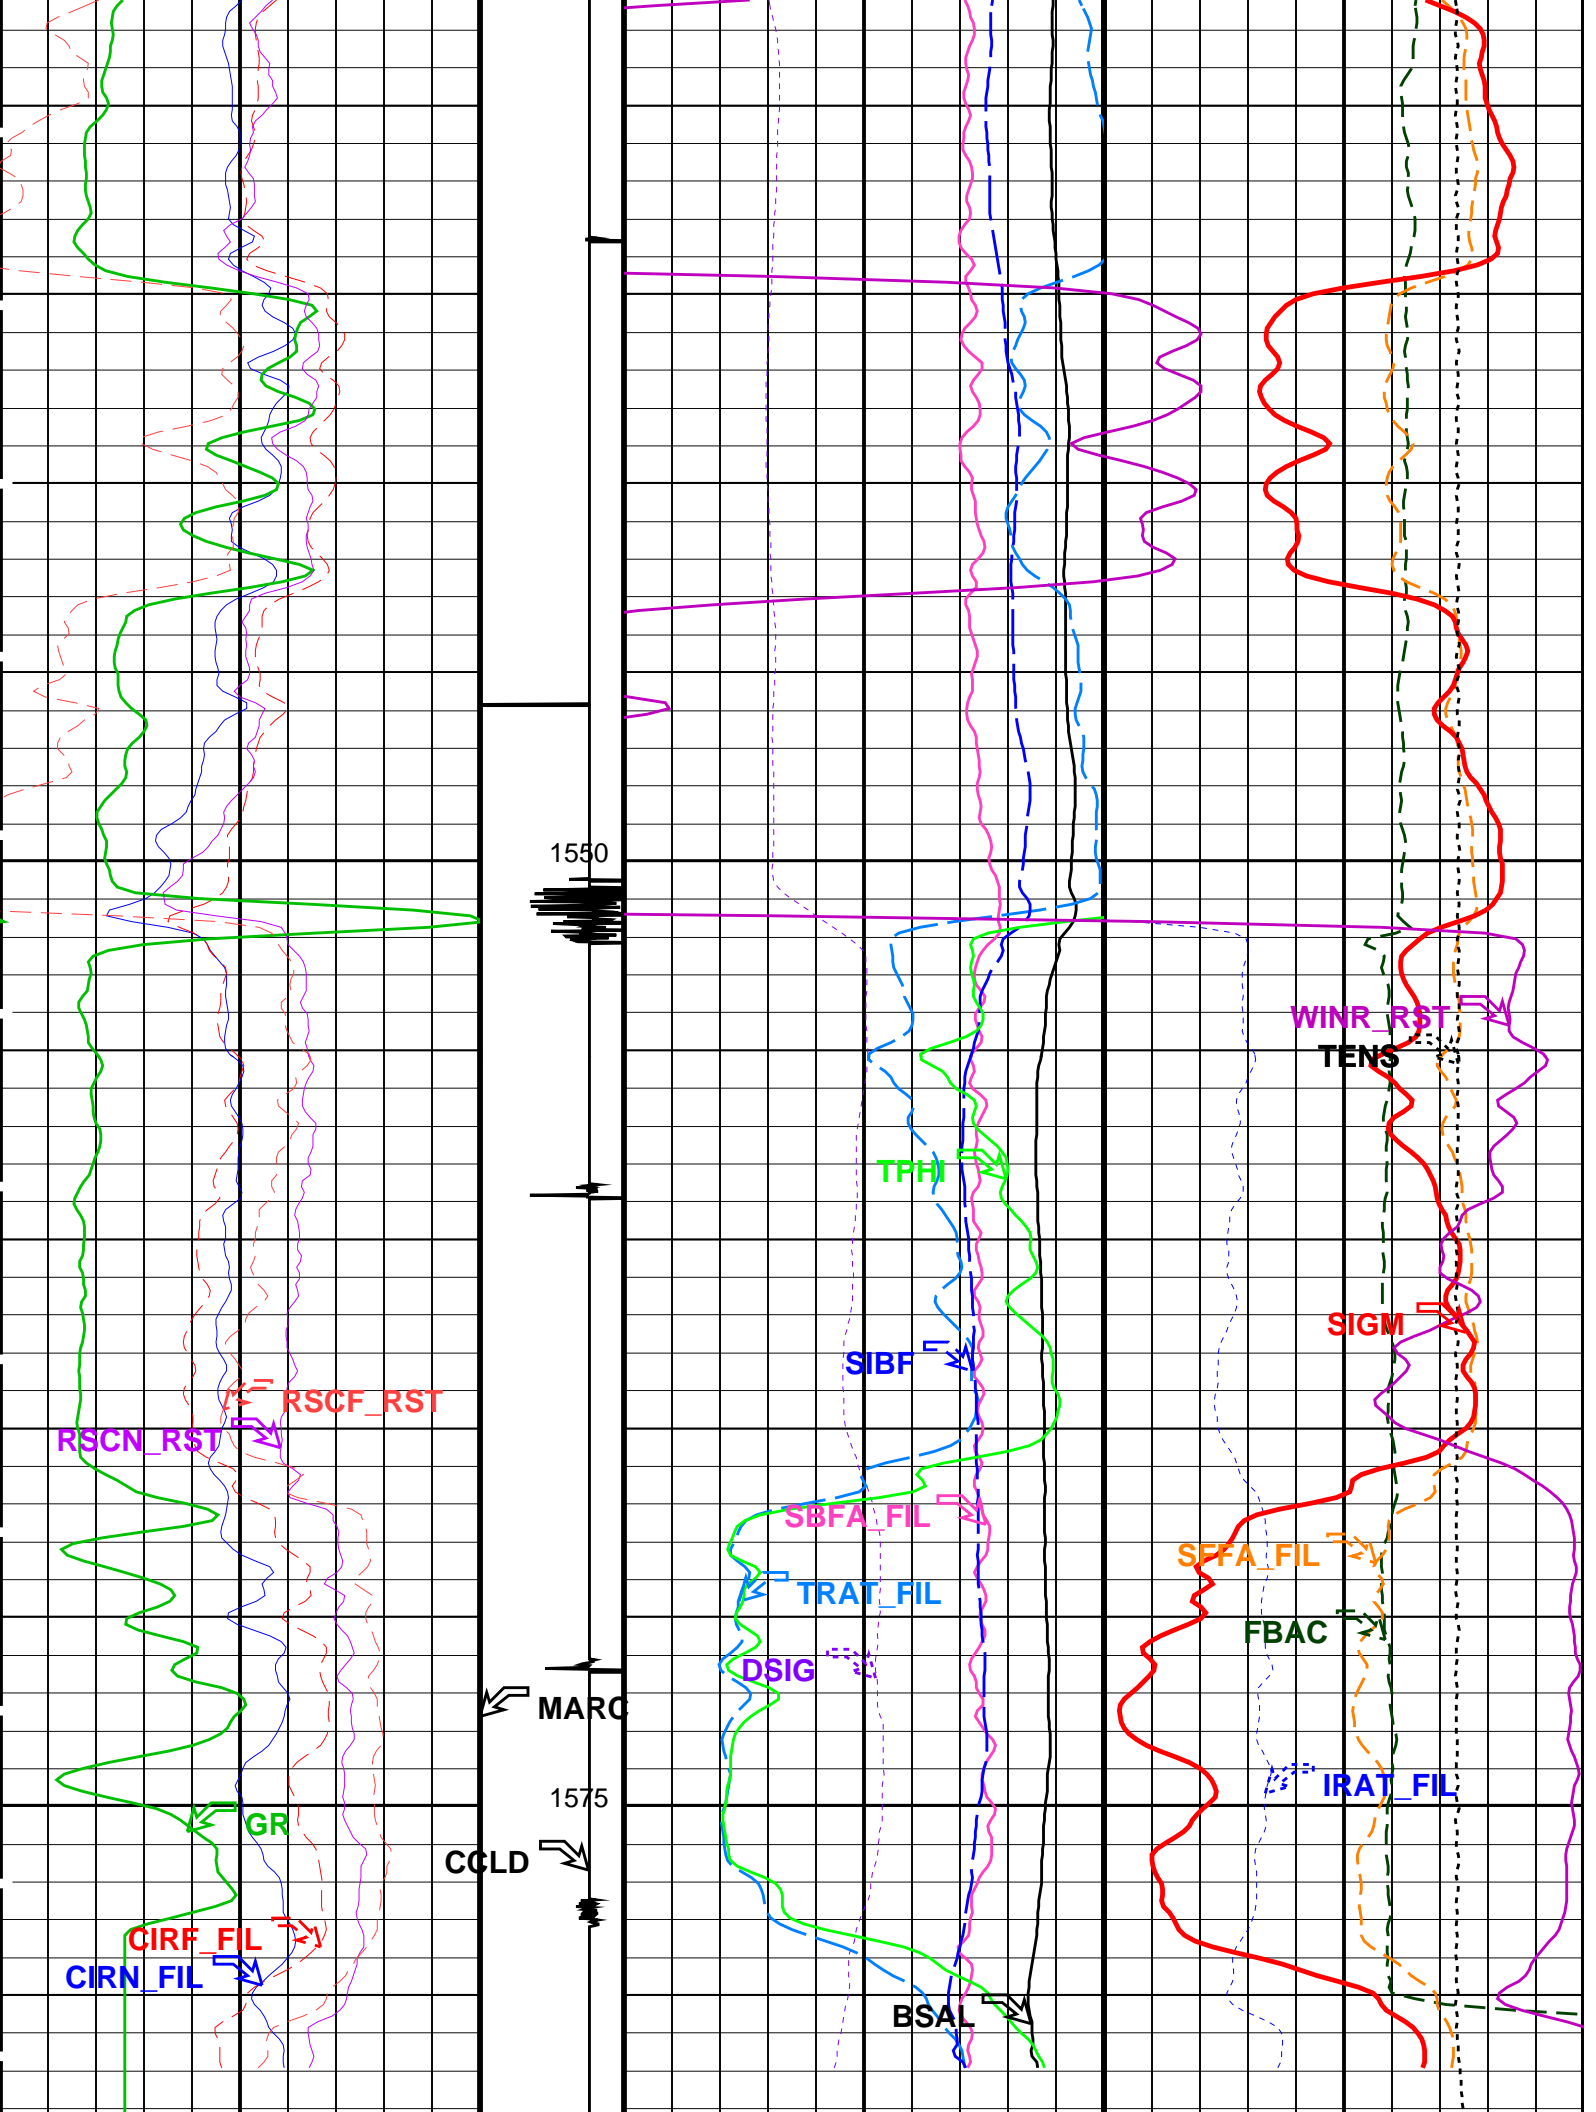 1550
WINR_RST
TENS
TPHI
SIGM
SIBF
RSCF_RST
RSCN_RST
SBFA_FIL
SFFA_FIL
TRAT_FIL
FBAC
DSIG
MARC
IRAT_FIL
1575
GR
CCLD
CIRF_FIL
CIRN_FIL
BSAL